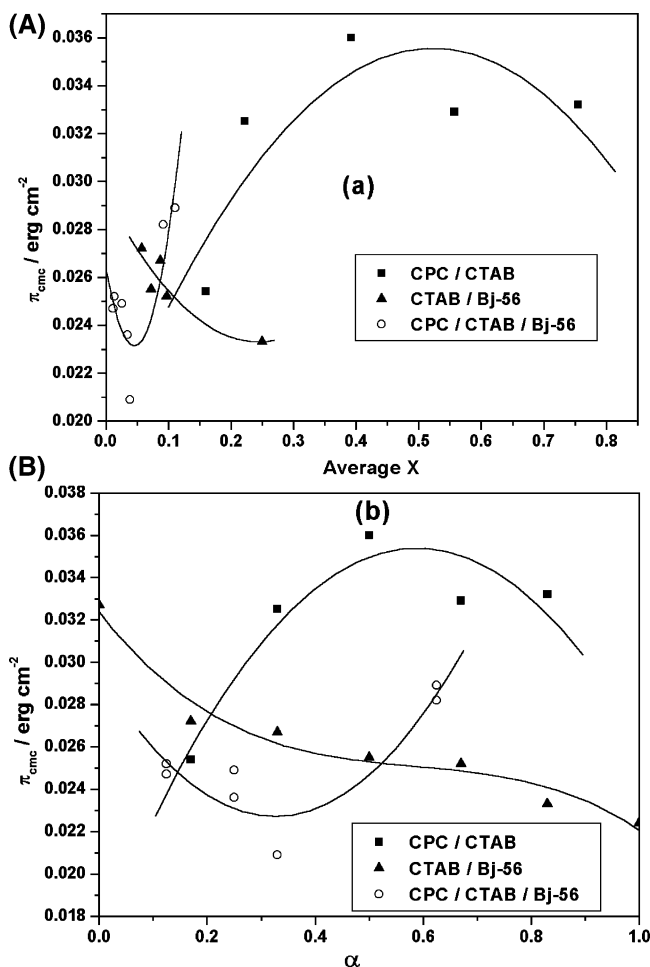 (A)
0.036
0.034
0.032
0.030
0.028
0.026
0.024
0.022
0.020
π_cmc / erg cm⁻²
(a)
CPC / CTAB
CTAB / Bj-56
CPC / CTAB / Bj-56
0.0 0.1 0.2 0.3 0.4 0.5 0.6 0.7 0.8
Average X
(B)
0.038
0.036
0.034
0.032
0.030
0.028
0.026
0.024
0.022
0.020
0.018
π_cmc / erg cm⁻²
(b)
CPC / CTAB
CTAB / Bj-56
CPC / CTAB / Bj-56
0.0 0.2 0.4 0.6 0.8 1.0
α